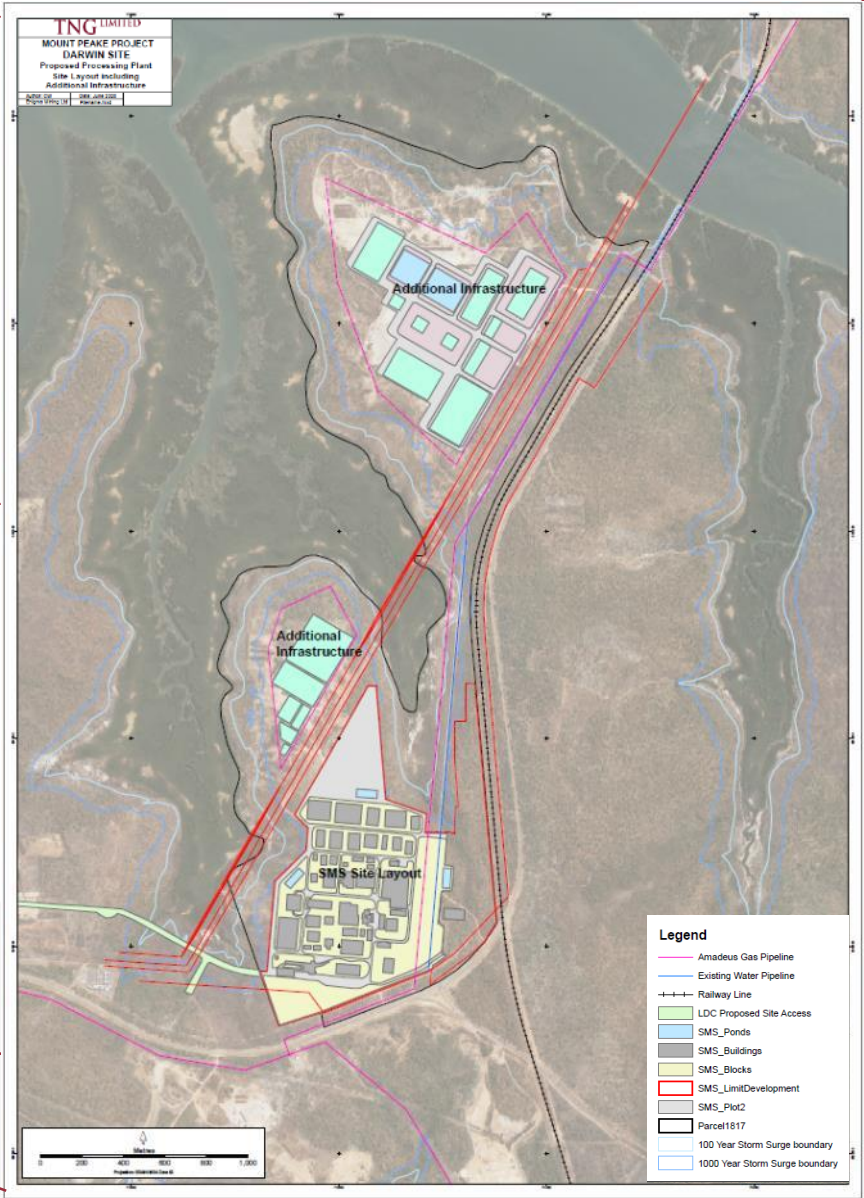 TNG LIMITED
MOUNT PEAKE PROJECT
DARWIN SITE
Proposed Processing Plant
Site Layout including
Additional Infrastructure
Additional Infrastructure
Additional
Infrastructure
SMS Site Layout
Legend
Amadeus Gas Pipeline
Existing Water Pipeline
Railway Line
LDC Proposed Site Access
SMS_Ponds
SMS_Buildings
SMS_Blocks
SMS_LimitDevelopment
SMS_Plot2
Parcel1817
100 Year Storm Surge boundary
1000 Year Storm Surge boundary
Metres
0 200 400 600 800 1,000